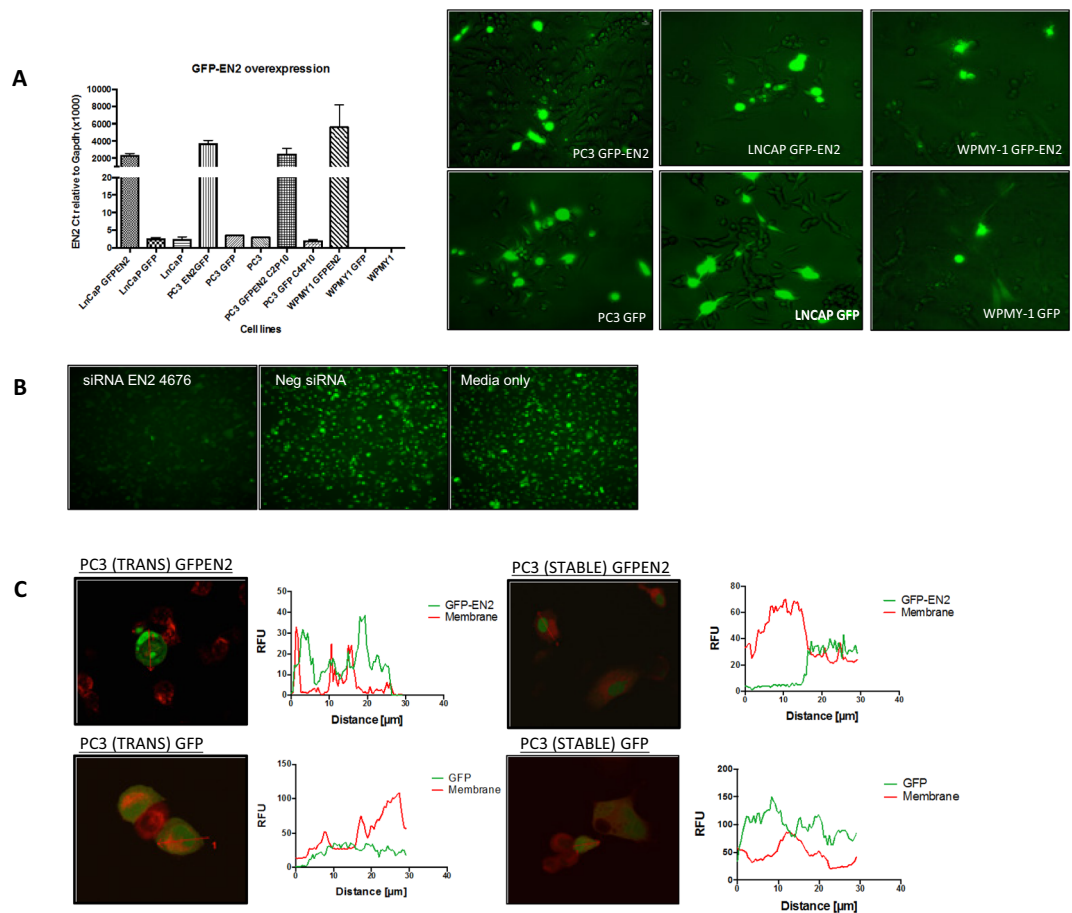 A
GFP-EN2 overexpression
EN2 Ct relative to Gapdh (x1000)
10000
8000
6000
4000
2000
20
15
10
5
0
LnCaP GFPEN2
LnCaP GFP
LnCaP
PC3 EN2GFP
PC3 GFP
PC3
PC3 GFPEN2 C2P10
PC3 GFP C4P10
WPMY1 GFPEN2
WPMY1 GFP
WPMY1
Cell lines
PC3 GFP-EN2
LNCAP GFP-EN2
WPMY-1 GFP-EN2
PC3 GFP
LNCAP GFP
WPMY-1 GFP
B
siRNA EN2 4676
Neg siRNA
Media only
C
PC3 (TRANS) GFPEN2
RFU
50
40
30
20
10
0
0 10 20 30 40
Distance [µm]
GFP-EN2
Membrane
PC3 (STABLE) GFPEN2
RFU
80
60
40
20
0
0 10 20 30 40
Distance [µm]
GFP-EN2
Membrane
PC3 (TRANS) GFP
1
RFU
150
100
50
0
0 10 20 30 40
Distance [µm]
GFP
Membrane
PC3 (STABLE) GFP
RFU
200
150
100
50
0
0 10 20 30 40
Distance [µm]
GFP
Membrane